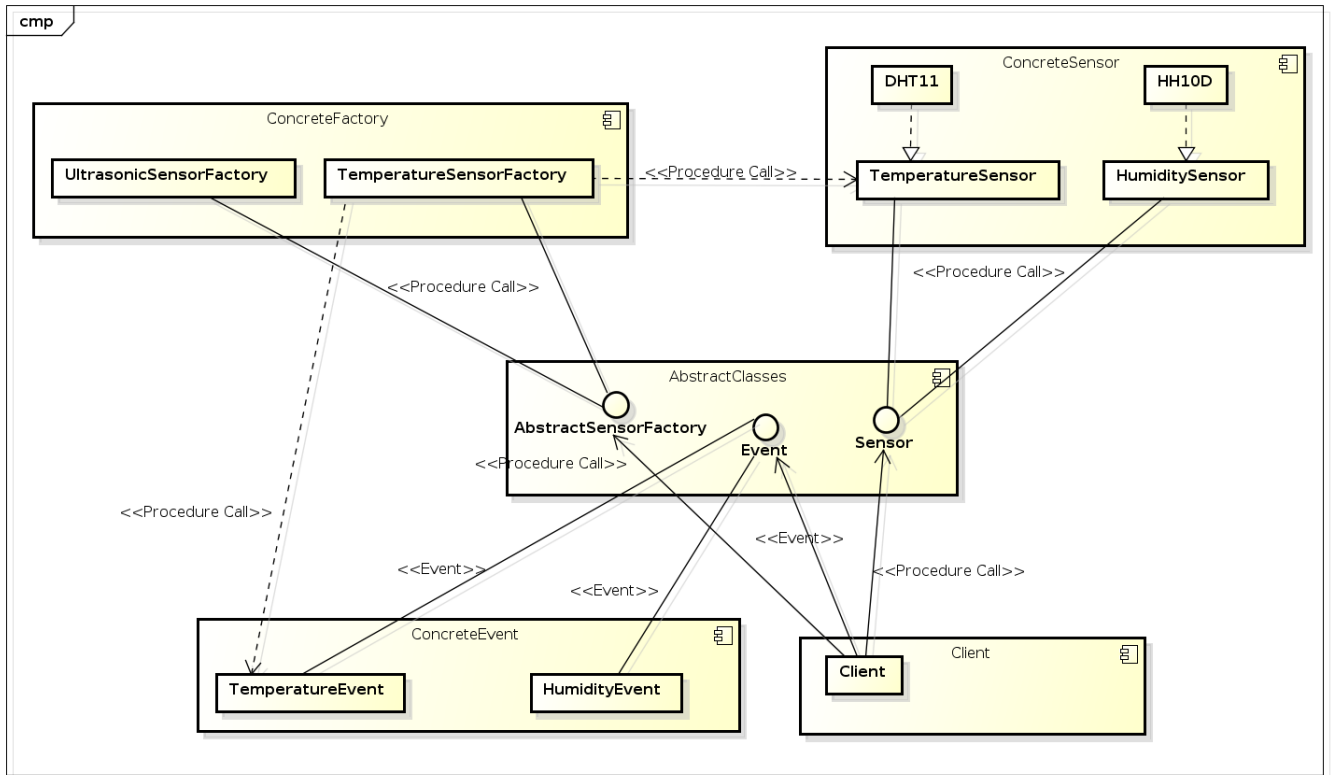 cmp
ConcreteSensor
DHT11
HH10D
ConcreteFactory
UltrasonicSensorFactory
TemperatureSensorFactory
<<Procedure Call>>
TemperatureSensor
HumiditySensor
<<Procedure Call>>
<<Procedure Call>>
AbstractClasses
AbstractSensorFactory
Event
Sensor
<<Procedure Call>>
<<Procedure Call>>
<<Event>>
<<Event>>
<<Procedure Call>>
<<Event>>
ConcreteEvent
Client
TemperatureEvent
HumidityEvent
Client